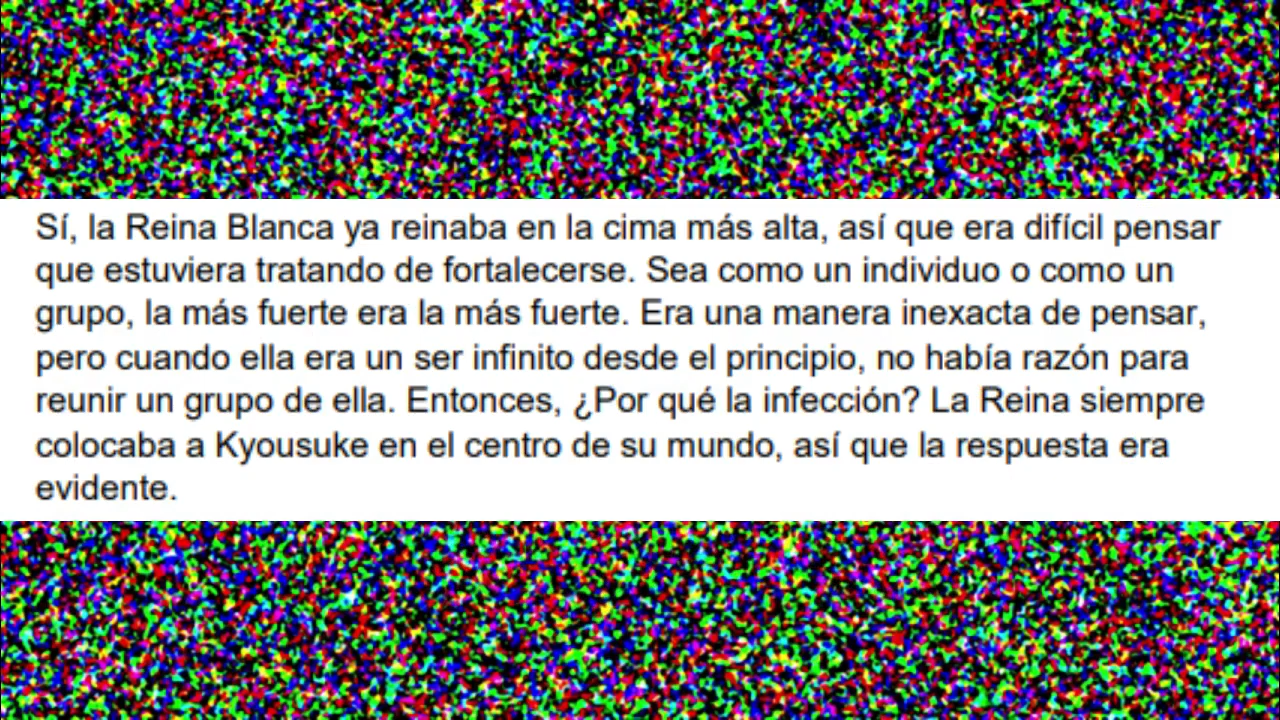 Sí, la Reina Blanca ya reinaba en la cima más alta, así que era difícil pensar
que estuviera tratando de fortalecerse. Sea como un individuo o como un
grupo, la más fuerte era la más fuerte. Era una manera inexacta de pensar,
pero cuando ella era un ser infinito desde el principio, no había razón para
reunir un grupo de ella. Entonces, ¿Por qué la infección? La Reina siempre
colocaba a Kyousuke en el centro de su mundo, así que la respuesta era
evidente.